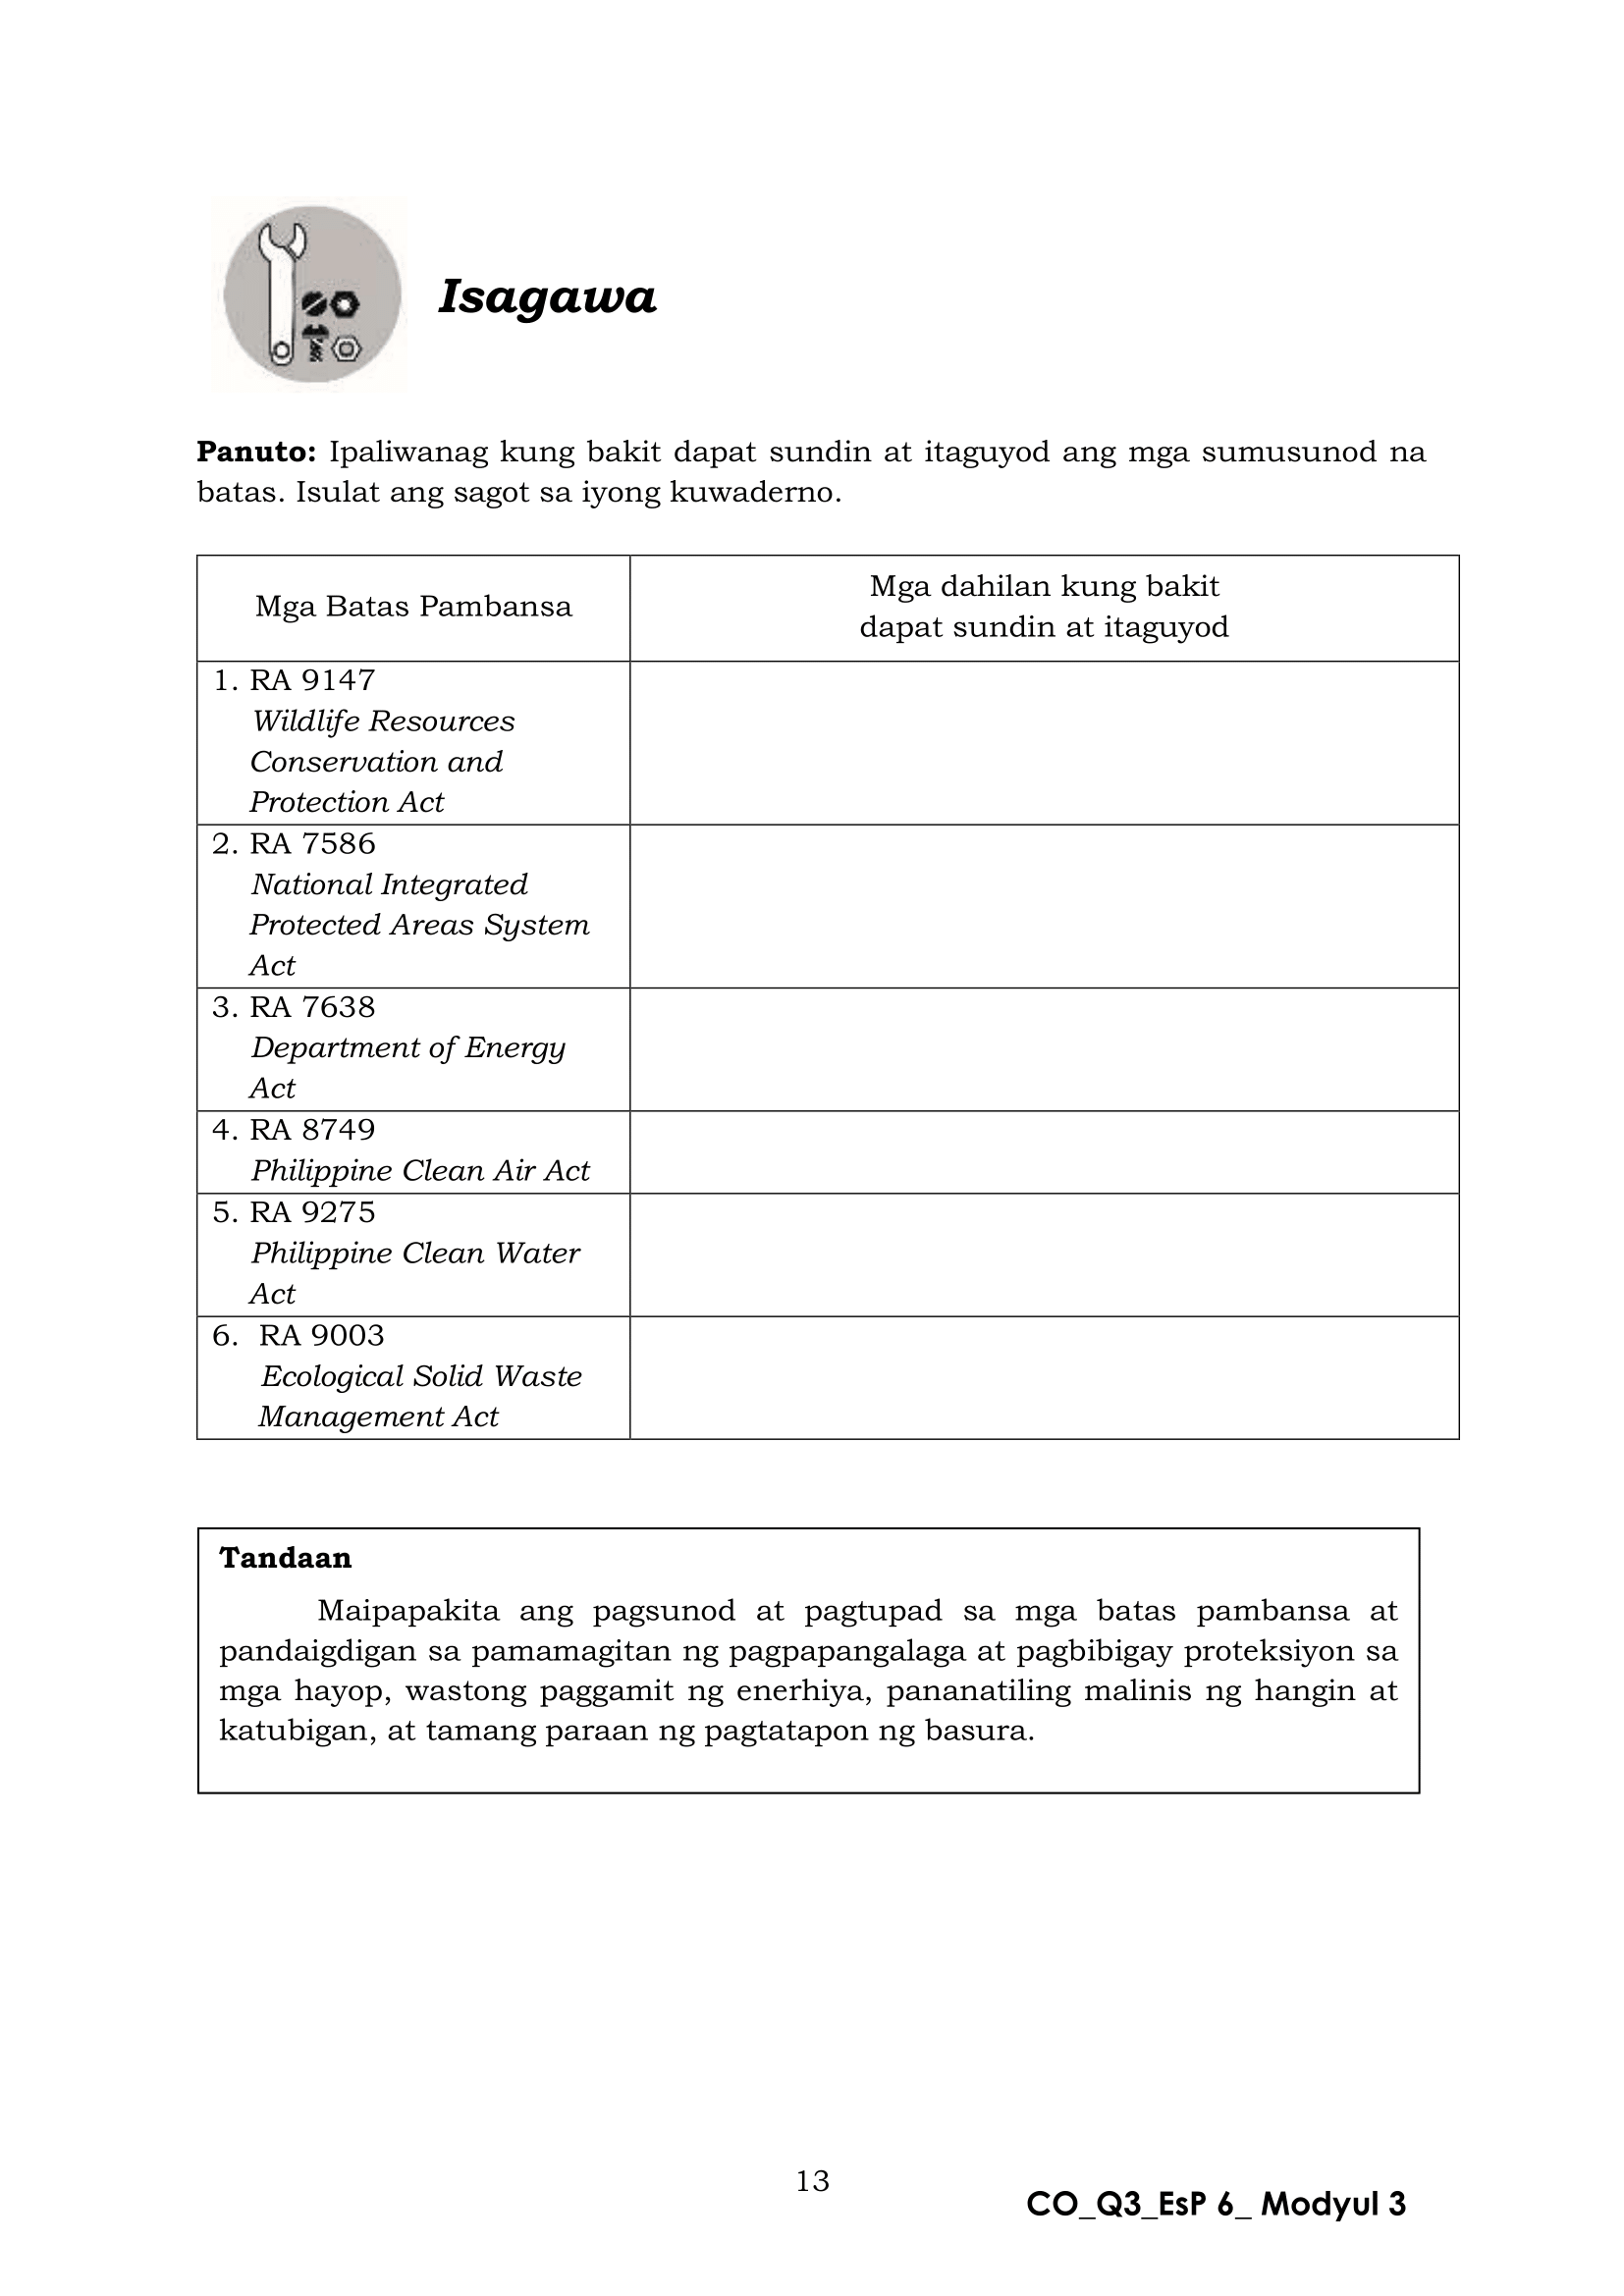 Isagawa
Panuto: Ipaliwanag kung bakit dapat sundin at itaguyod ang mga sumusunod na
batas. Isulat ang sagot sa iyong kuwaderno.
Mga Batas Pambansa
Mga dahilan kung bakit
dapat sundin at itaguyod
1. RA 9147
Wildlife Resources
Conservation and
Protection Act
2. RA 7586
National Integrated
Protected Areas System
Act
3. RA 7638
Department of Energy
Act
4. RA 8749
Philippine Clean Air Act
5. RA 9275
Philippine Clean Water
Act
6. RA 9003
Ecological Solid Waste
Management Act
Tandaan
Maipapakita ang pagsunod at pagtupad sa mga batas pambansa at
pandaigdigan sa pamamagitan ng pagpapangalaga at pagbibigay proteksiyon sa
mga hayop, wastong paggamit ng enerhiya, pananatiling malinis ng hangin at
katubigan, at tamang paraan ng pagtatapon ng basura.
13
CO_Q3_EsP 6_ Modyul 3